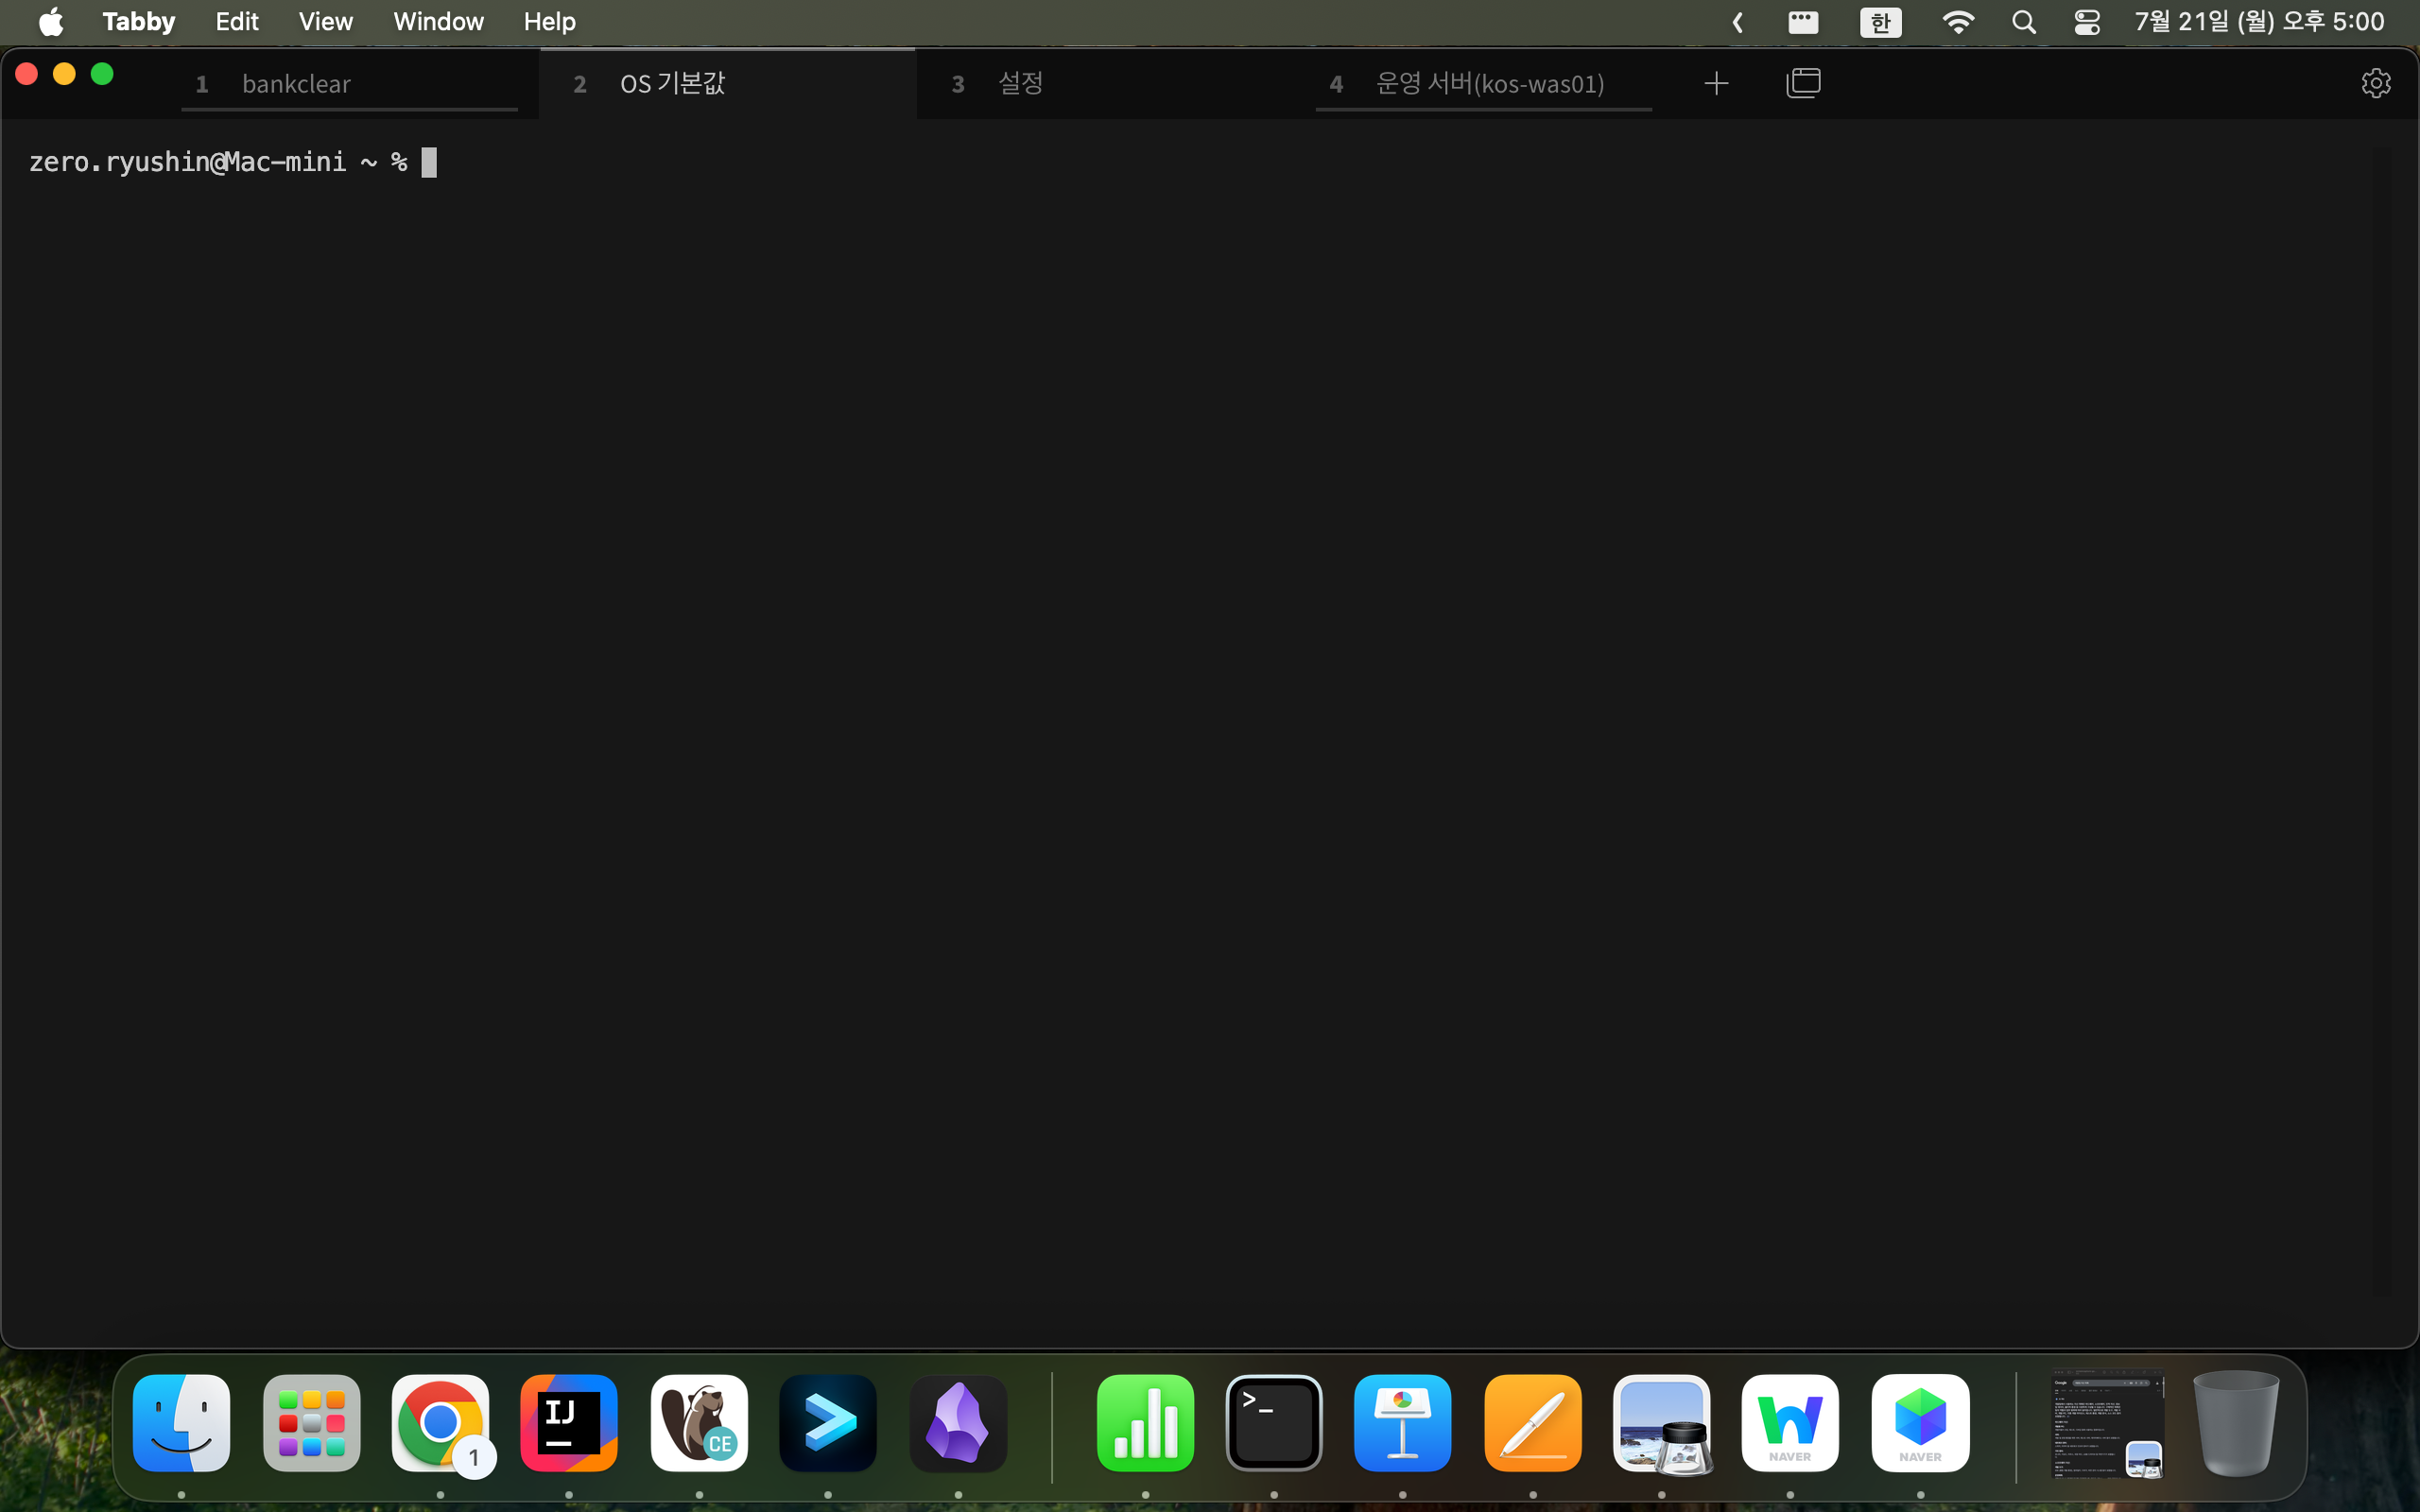 Tabby Edit View Window Help 한 7월 21일 (월) 오후 5:00
1 bankclear 2 OS 기본값 3 설정 4 운영 서버(kos-was01)
zero.ryushin@Mac-mini ~ %
IJ
CE
1
>_
NAVER
NAVER